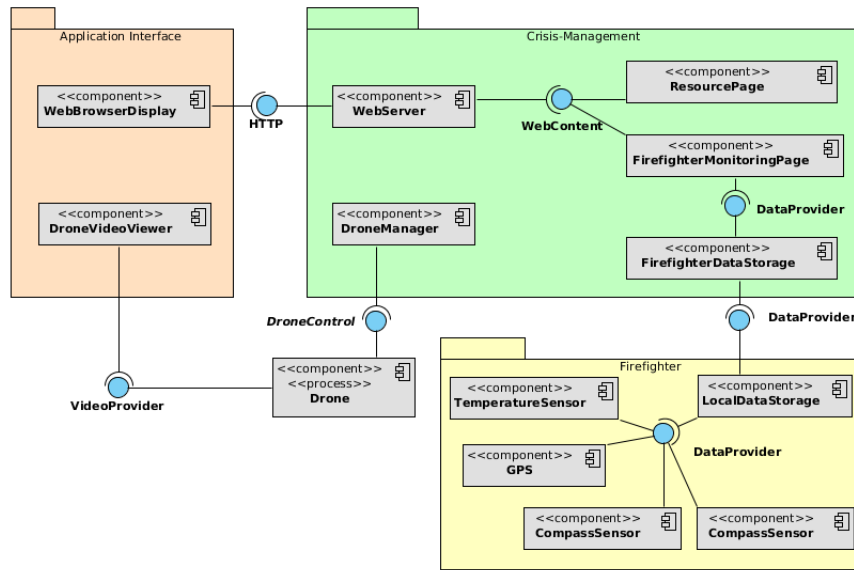 Application Interface
Crisis-Management
<<component>>
WebBrowserDisplay
HTTP
<<component>>
WebServer
WebContent
<<component>>
ResourcePage
<<component>>
FirefighterMonitoringPage
DataProvider
<<component>>
DroneVideoViewer
<<component>>
DroneManager
<<component>>
FirefighterDataStorage
DroneControl
DataProvider
<<component>>
<<process>>
Drone
VideoProvider
Firefighter
<<component>>
TemperatureSensor
<<component>>
LocalDataStorage
DataProvider
<<component>>
GPS
<<component>>
CompassSensor
<<component>>
CompassSensor